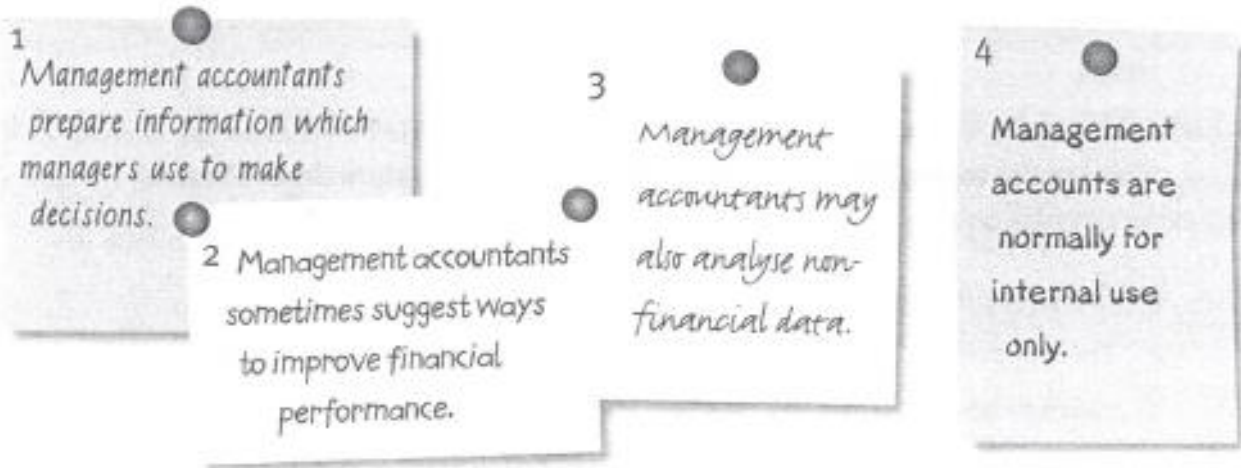 1
Management accountants
prepare information which
managers use to make
decisions.
2 Management accountants
sometimes suggest ways
to improve financial
performance.
3
Management
accountants may
also analyse non-
financial data.
4
Management
accounts are
normally for
internal use
only.